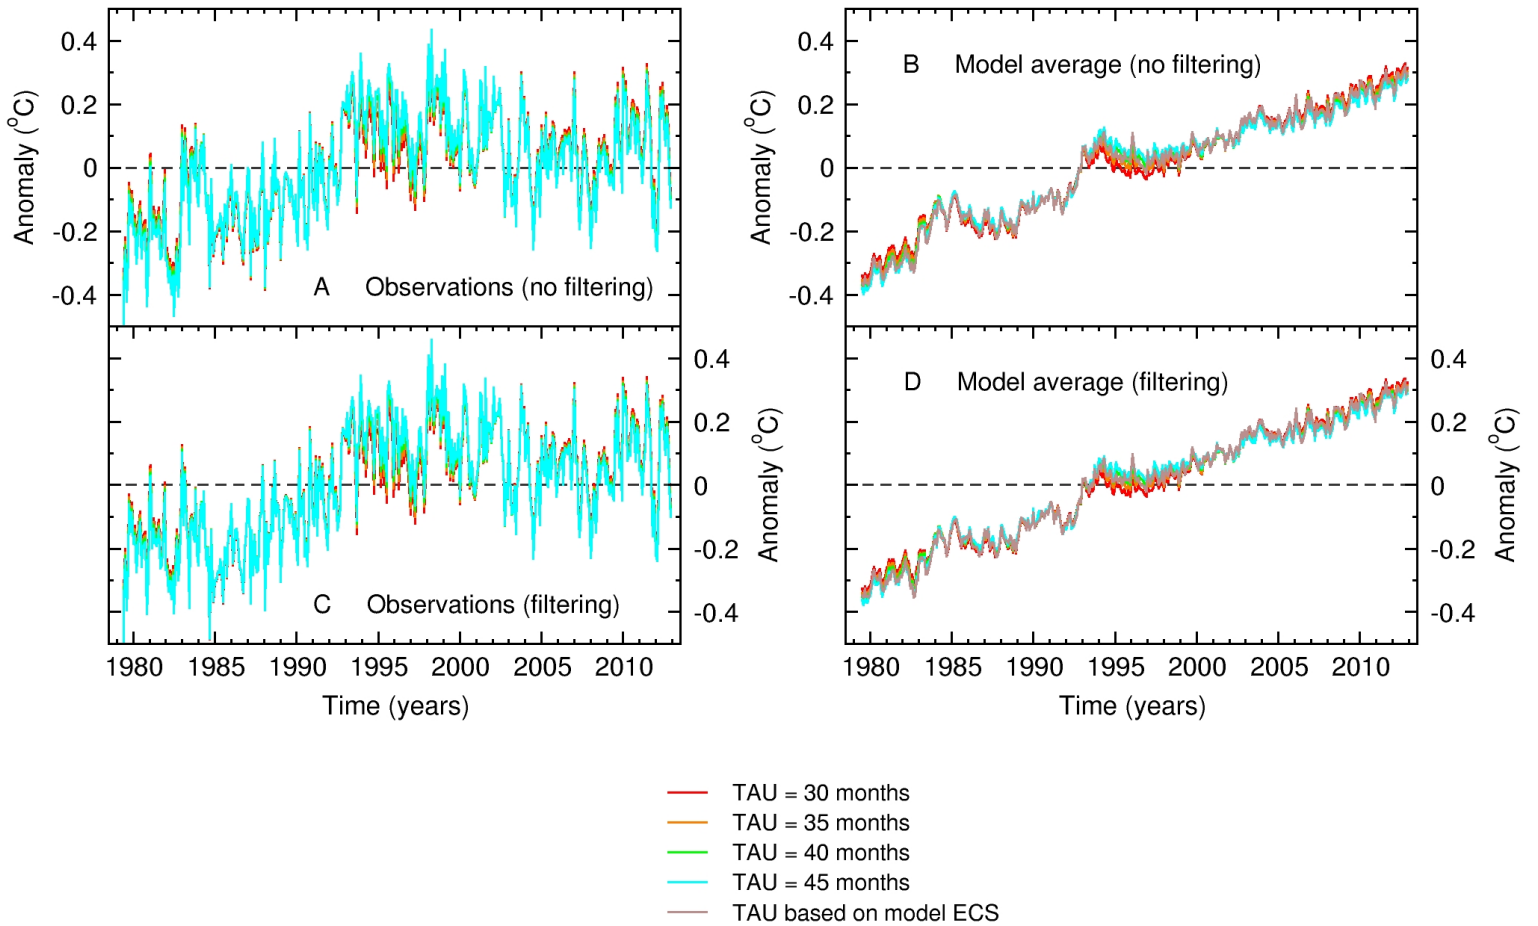 A Observations (no filtering)
0.4
0.2
0
-0.2
-0.4
Anomaly (°C)
B Model average (no filtering)
0.4
0.2
0
-0.2
-0.4
Anomaly (°C)
C Observations (filtering)
0.4
0.2
0
-0.2
-0.4
Anomaly (°C)
1980 1985 1990 1995 2000 2005 2010
Time (years)
D Model average (filtering)
0.4
0.2
0
-0.2
-0.4
Anomaly (°C)
1980 1985 1990 1995 2000 2005 2010
Time (years)
TAU = 30 months
TAU = 35 months
TAU = 40 months
TAU = 45 months
TAU based on model ECS